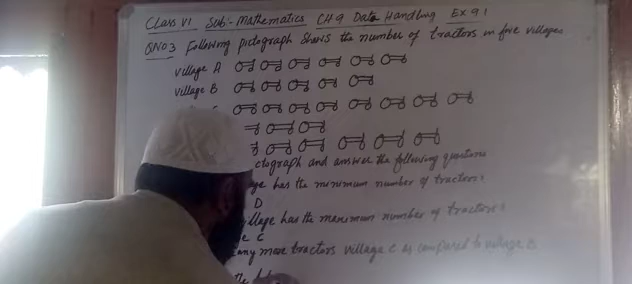 Class VI Sub:- Mathematics CH 9 Data Handling Ex 9.1
QNO3 Following pictograph Shows the number of tractors in five villages
village A
village B
ctograph and answer the following questions
ge has the minimum number of tractors?
D
llage has the maximum number of tractors?
e C
any more tractors village C as compared to village B
the